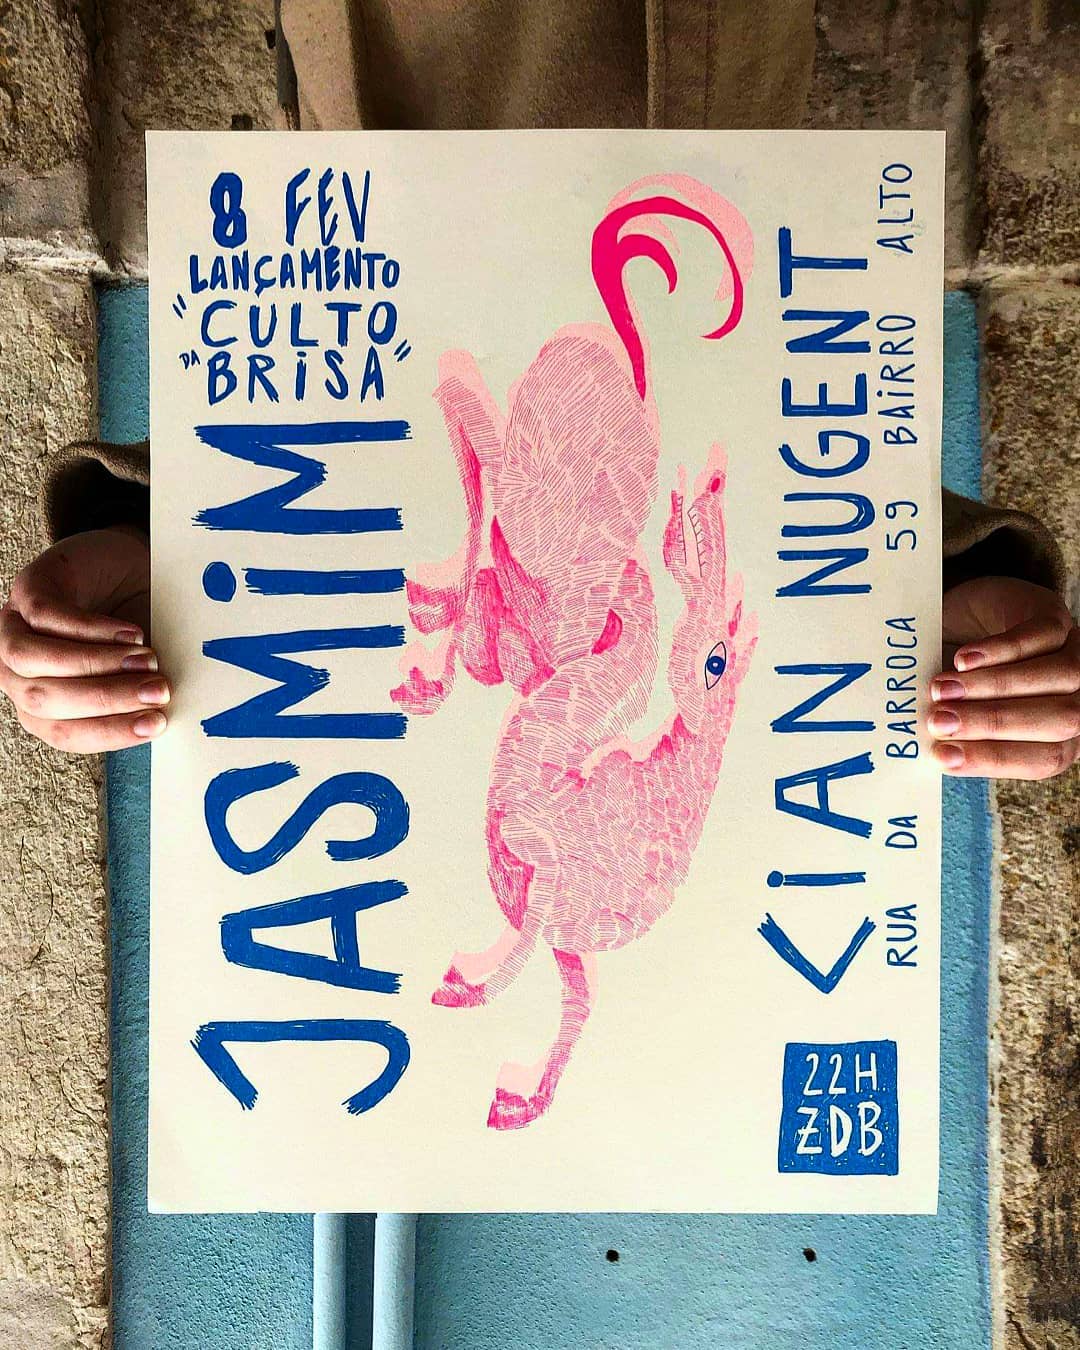 8 FEV
LANÇAMENTO
"CULTO
DA BRiSA"
JASMiM
CiAN NUGENT
RUA DA BARROCA 59 BAiRRO ALTO
22H
ZDB